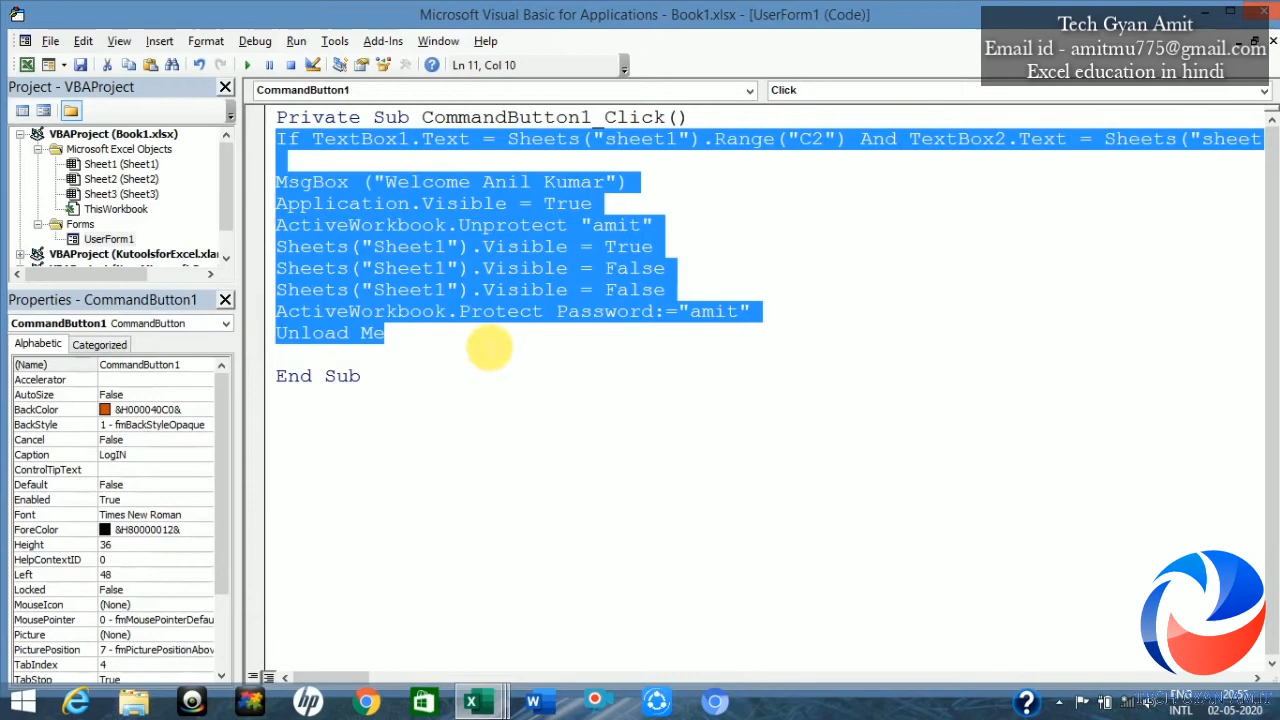 Microsoft Visual Basic for Applications - Book1.xlsx - [UserForm1 (Code)]
Tech Gyan Amit
Email id - amitmu775@gmail.com
Excel education in hindi
File Edit View Insert Format Debug Run Tools Add-Ins Window Help
Ln 11, Col 10
Project - VBAProject
CommandButton1
Click
VBAProject (Book1.xlsx)
Microsoft Excel Objects
Sheet1 (Sheet1)
Sheet2 (Sheet2)
Sheet3 (Sheet3)
ThisWorkbook
Forms
UserForm1
VBAProject (KutoolsforExcel.xlar
Private Sub CommandButton1_Click()
If TextBox1.Text = Sheets("sheet1").Range("C2") And TextBox2.Text = Sheets("sheet
MsgBox ("Welcome Anil Kumar")
Application.Visible = True
ActiveWorkbook.Unprotect "amit"
Sheets("Sheet1").Visible = True
Sheets("Sheet1").Visible = False
Sheets("Sheet1").Visible = False
ActiveWorkbook.Protect Password:="amit"
Unload Me
End Sub
Properties - CommandButton1
CommandButton1 CommandButton
Alphabetic Categorized
(Name) CommandButton1
Accelerator
AutoSize False
BackColor &H000040C0&
BackStyle 1 - fmBackStyleOpaque
Cancel False
Caption LogIN
ControlTipText
Default False
Enabled True
Font Times New Roman
ForeColor &H80000012&
Height 36
HelpContextID 0
Left 48
Locked False
MouseIcon (None)
MousePointer 0 - fmMousePointerDefau
Picture (None)
PicturePosition 7 - fmPicturePositionAbov
TabIndex 4
TabStop True
ENG
INTL
20:55
02-05-2020
TECH GYAN AMIT